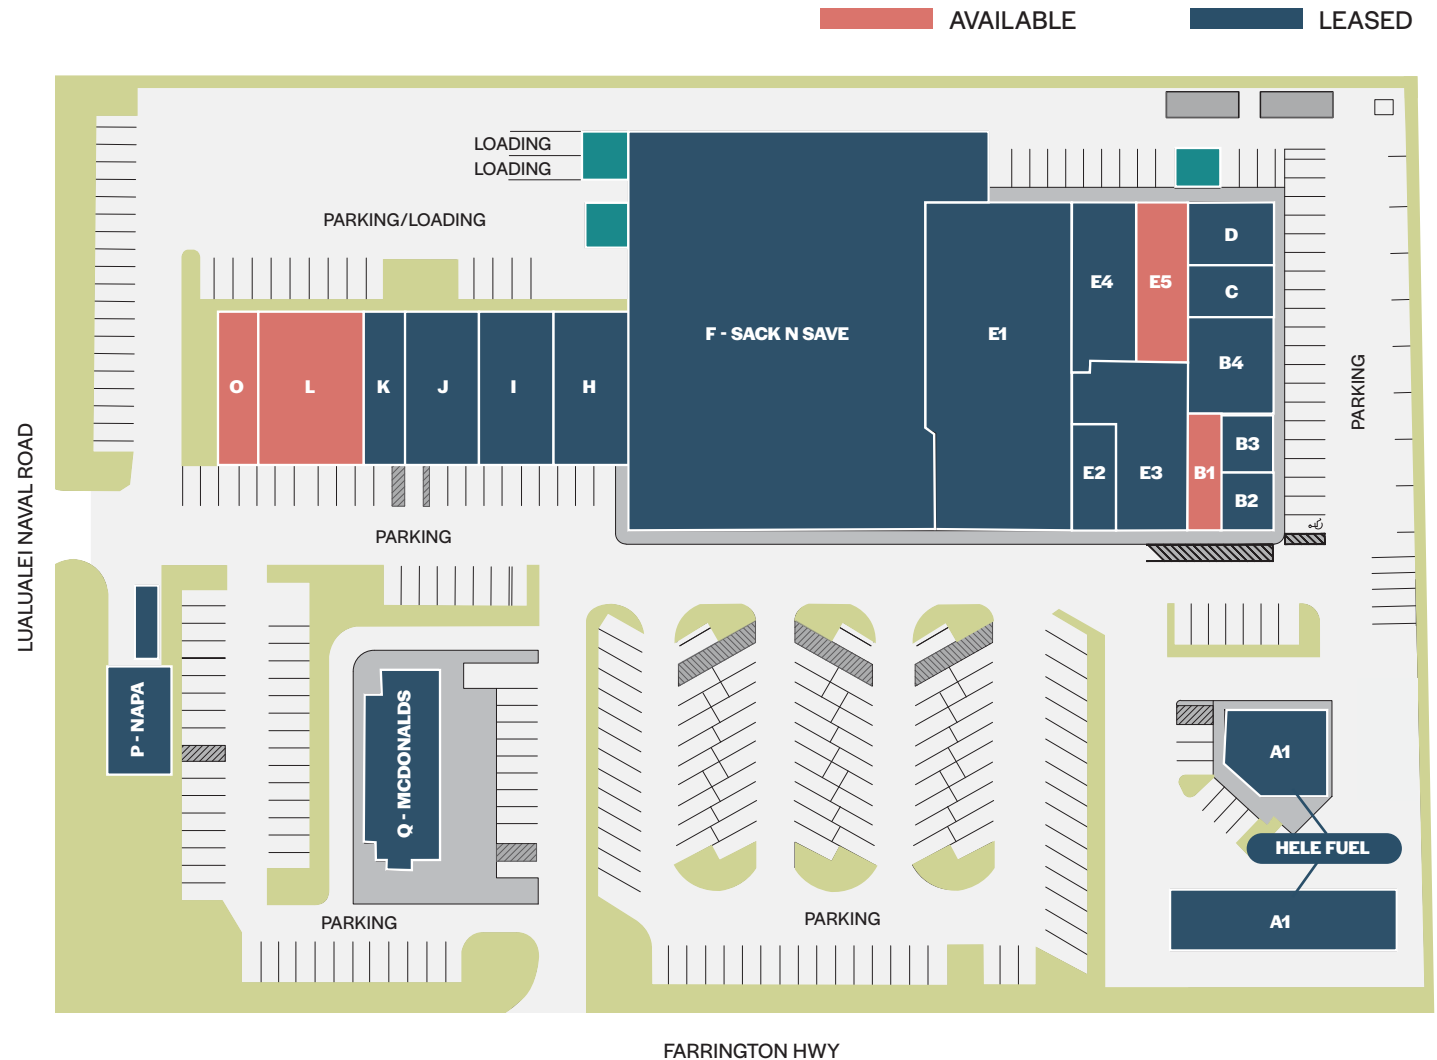 AVAILABLE
LEASED
LOADING
LOADING
PARKING/LOADING
D
E4
E5
C
F - SACK N SAVE
E1
B4
O
L
K
J
I
H
PARKING
B3
E2
E3
B1
B2
LUALUALEI NAVAL ROAD
PARKING
P - NAPA
Q - MCDONALDS
A1
HELE FUEL
A1
PARKING
PARKING
FARRINGTON HWY